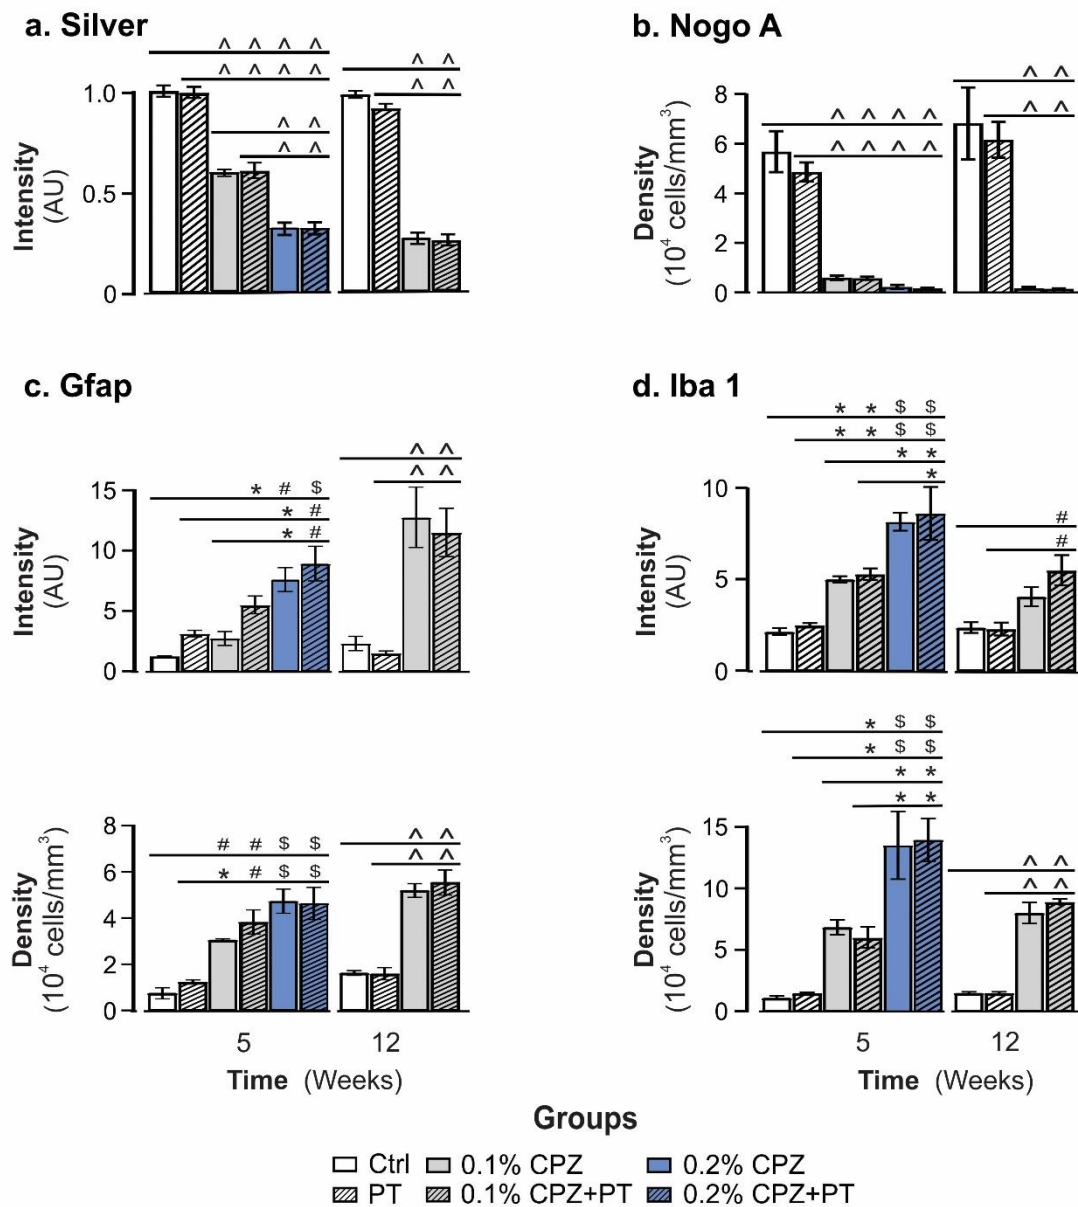 a. Silver
^ ^ ^ ^
^ ^ ^ ^
^ ^
^ ^
^ ^
^ ^
1.0
0.5
0
Intensity
(AU)
b. Nogo A
^ ^ ^ ^
^ ^ ^ ^
^ ^
^ ^
8
6
4
2
0
Density
(10⁴ cells/mm³)
c. Gfap
* # $
* #
* #
^ ^
^ ^
15
10
5
0
Intensity
(AU)
# # $ $
* # $ $
^ ^
^ ^
8
6
4
2
0
Density
(10⁴ cells/mm³)
5 12
Time (Weeks)
d. Iba 1
* * $ $
* * $ $
* *
*
#
#
10
5
0
Intensity
(AU)
* $ $
* $ $
* *
* *
^ ^
^ ^
15
10
5
0
Density
(10⁴ cells/mm³)
5 12
Time (Weeks)
Groups
Ctrl 0.1% CPZ 0.2% CPZ
PT 0.1% CPZ+PT 0.2% CPZ+PT